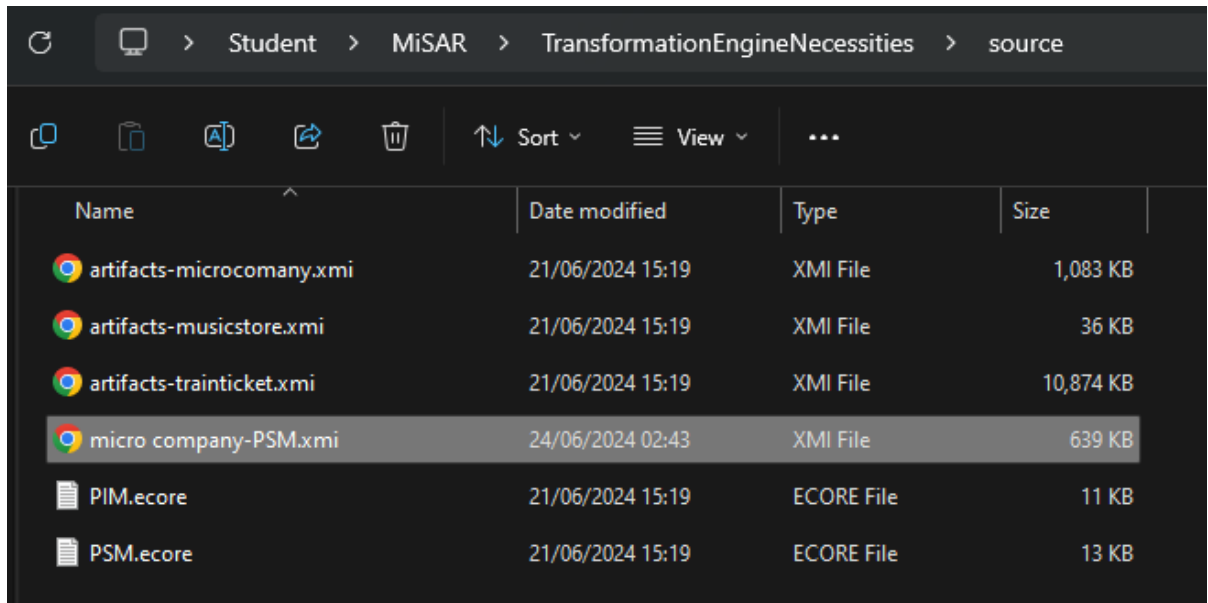 Student > MiSAR > TransformationEngineNecessities > source
Sort View ...
Name Date modified Type Size
artifacts-microcomany.xmi 21/06/2024 15:19 XMI File 1,083 KB
artifacts-musicstore.xmi 21/06/2024 15:19 XMI File 36 KB
artifacts-trainticket.xmi 21/06/2024 15:19 XMI File 10,874 KB
micro company-PSM.xmi 24/06/2024 02:43 XMI File 639 KB
PIM.ecore 21/06/2024 15:19 ECORE File 11 KB
PSM.ecore 21/06/2024 15:19 ECORE File 13 KB